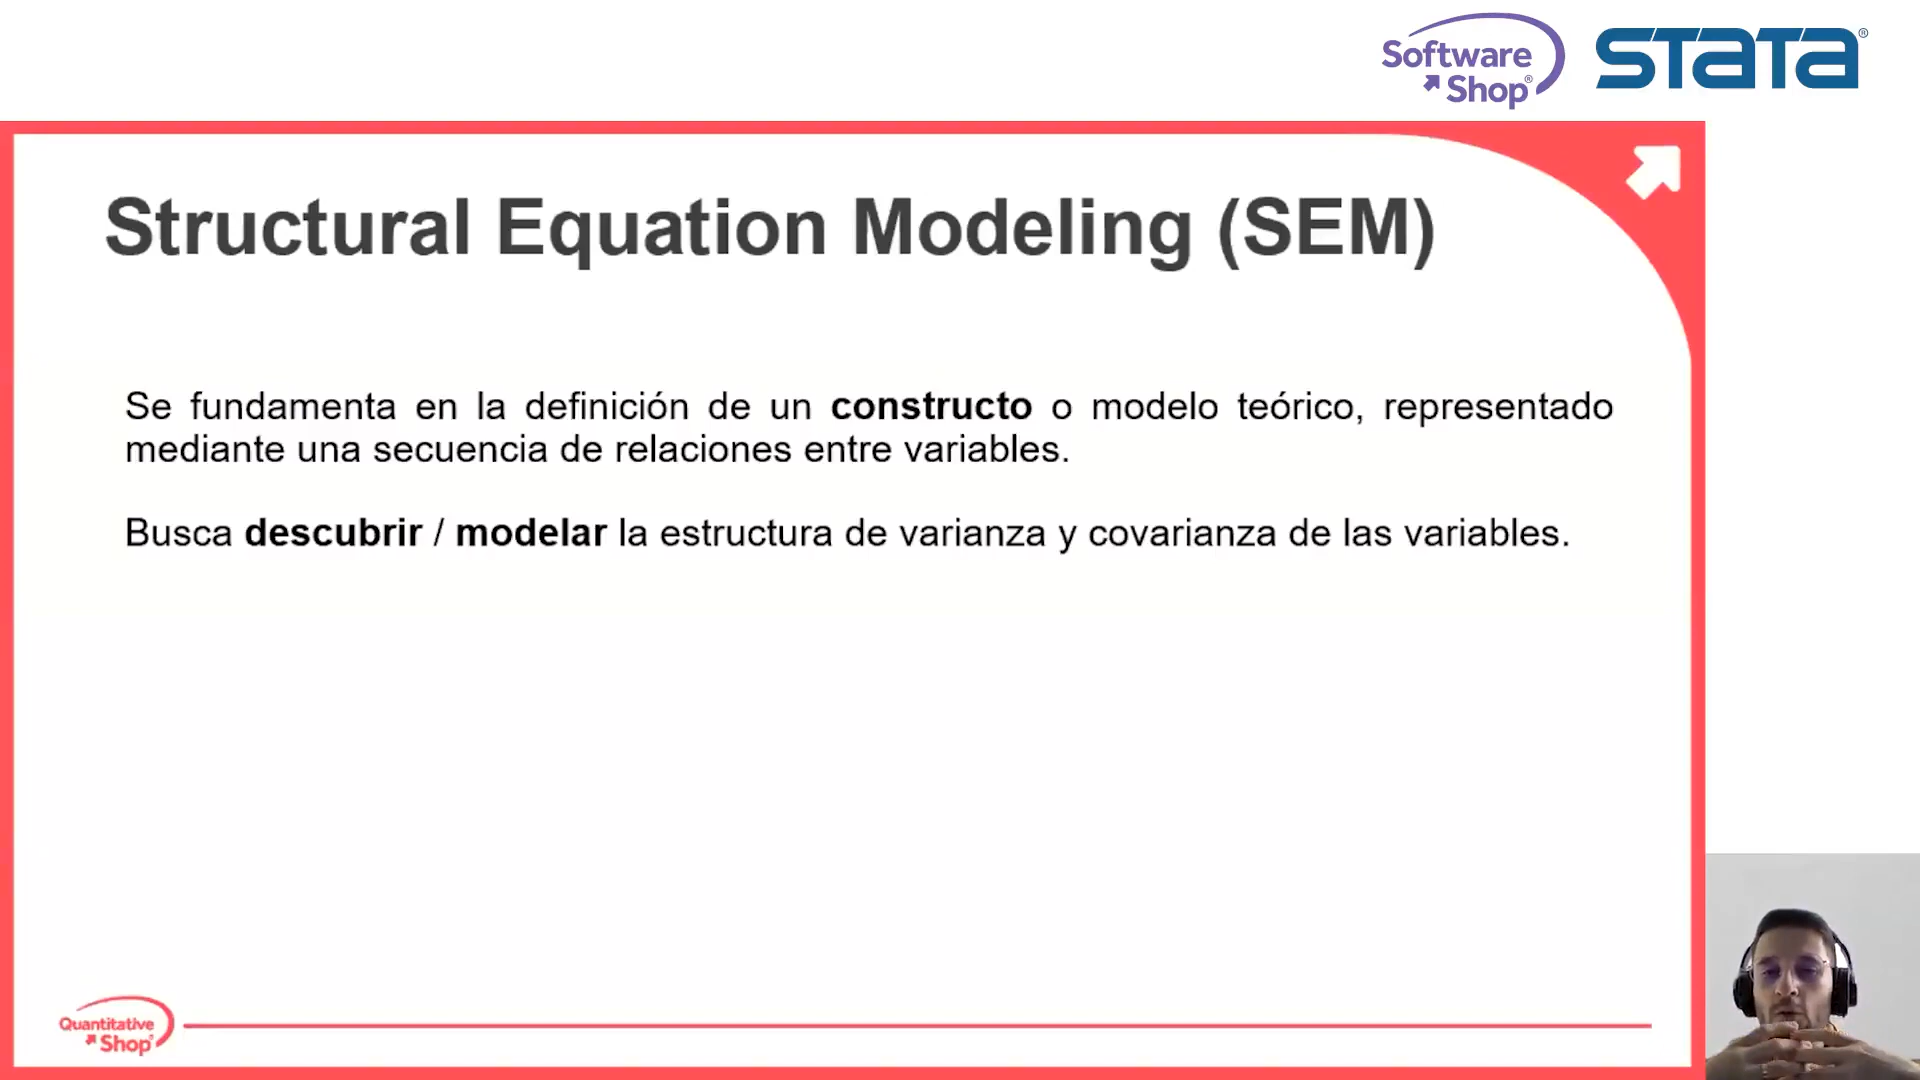 Software
Shop®
STATA®
Structural Equation Modeling (SEM)
Se fundamenta en la definición de un constructo o modelo teórico, representado
mediante una secuencia de relaciones entre variables.
Busca descubrir / modelar la estructura de varianza y covarianza de las variables.
Quantitative
Shop